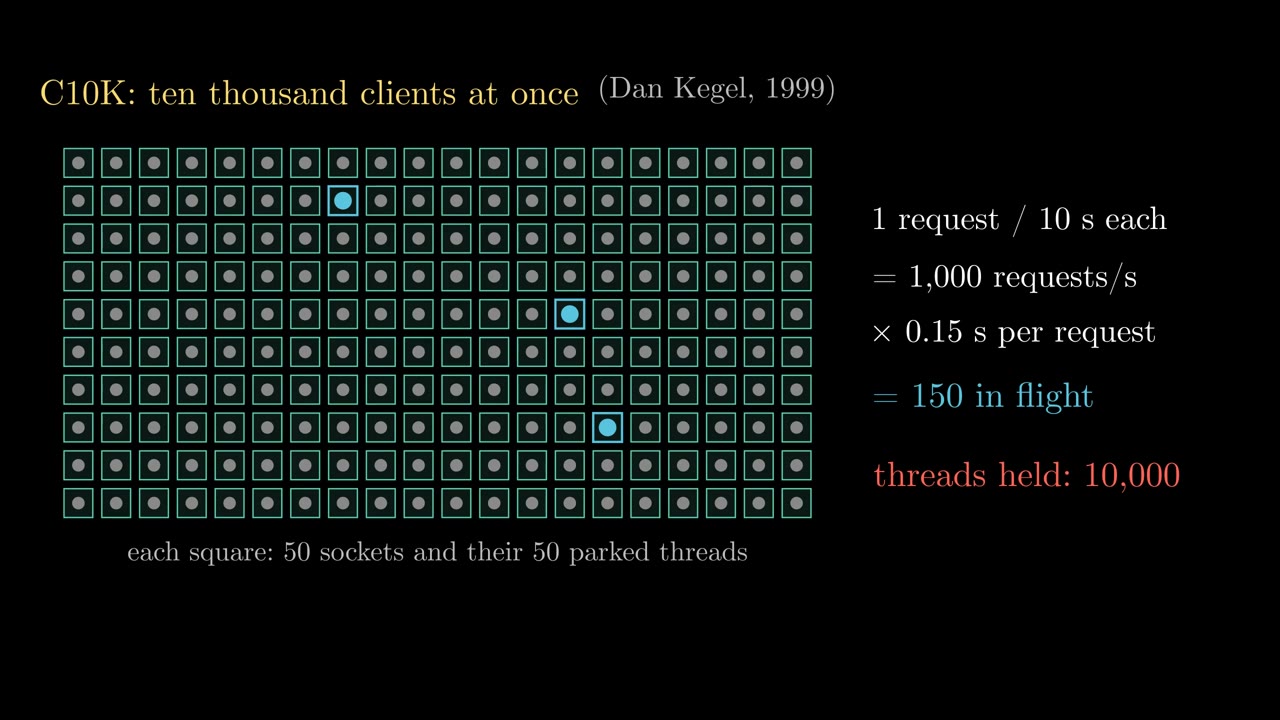 C10K: ten thousand clients at once (Dan Kegel, 1999)
1 request / 10 s each
= 1,000 requests/s
× 0.15 s per request
= 150 in flight
threads held: 10,000
each square: 50 sockets and their 50 parked threads